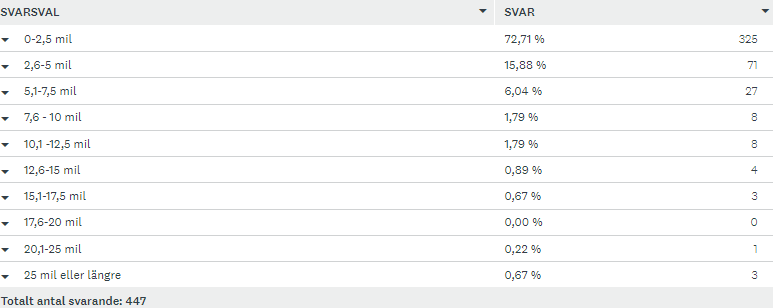 SVARSVAL SVAR
0-2,5 mil 72,71 % 325
2,6-5 mil 15,88 % 71
5,1-7,5 mil 6,04 % 27
7,6 - 10 mil 1,79 % 8
10,1 -12,5 mil 1,79 % 8
12,6-15 mil 0,89 % 4
15,1-17,5 mil 0,67 % 3
17,6-20 mil 0,00 % 0
20,1-25 mil 0,22 % 1
25 mil eller längre 0,67 % 3
Totalt antal svarande: 447